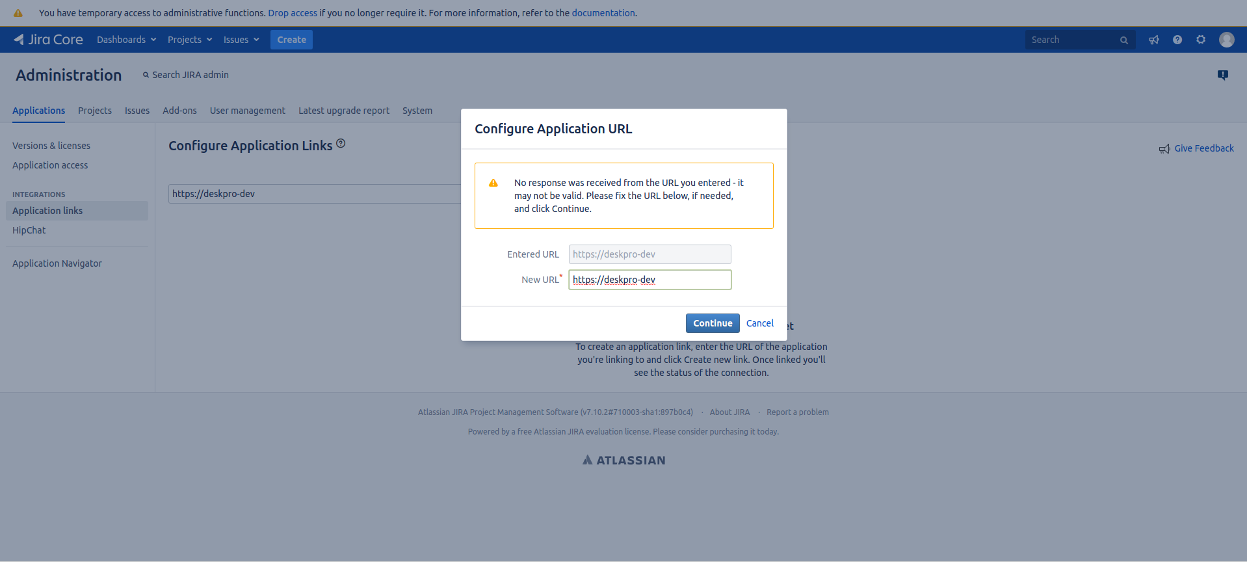 You have temporary access to administrative functions. Drop access if you no longer require it. For more information, refer to the documentation.
Jira Core Dashboards Projects Issues Create Search
Administration Search JIRA admin
Applications Projects Issues Add-ons User management Latest upgrade report System
Versions & licenses
Application access
INTEGRATIONS
Application links
HipChat
Application Navigator
Configure Application Links
Give Feedback
https://deskpro-dev
Configure Application URL
No response was received from the URL you entered - it
may not be valid. Please fix the URL below, if needed,
and click Continue.
Entered URL https://deskpro-dev
New URL* https://deskpro-dev
Continue Cancel
To create an application link, enter the URL of the application
you're linking to and click Create new link. Once linked you'll
see the status of the connection.
Atlassian JIRA Project Management Software (v7.10.2#710003-sha1:897b0c4) · About JIRA · Report a problem
Powered by a free Atlassian JIRA evaluation license. Please consider purchasing it today.
ATLASSIAN